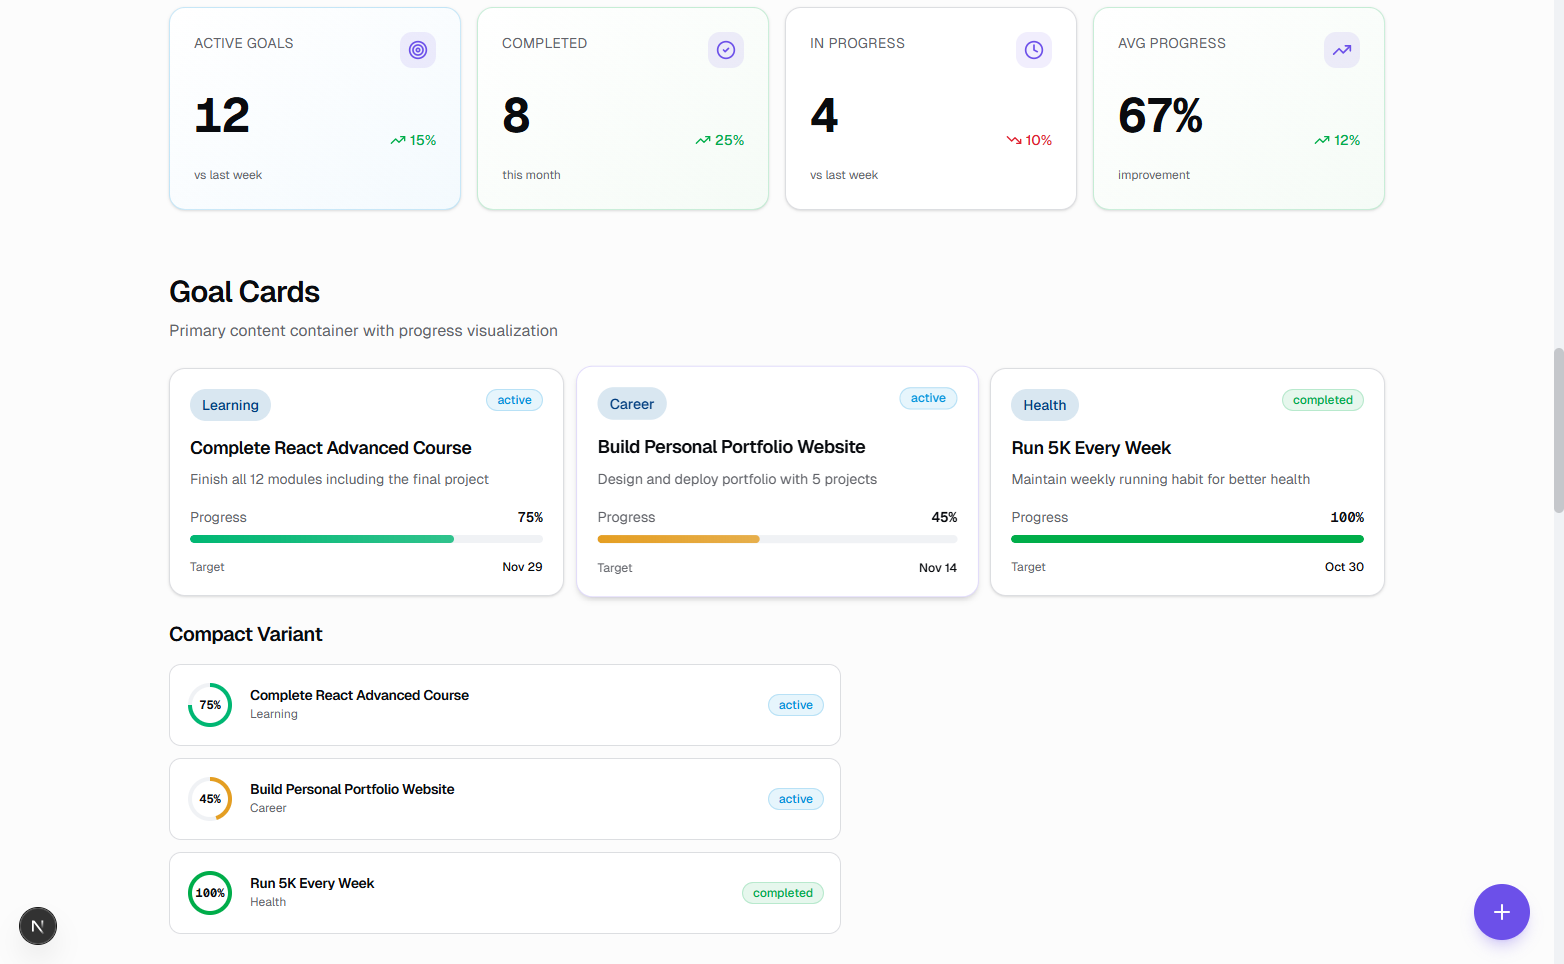 ACTIVE GOALS
12
15%
vs last week
COMPLETED
8
25%
this month
IN PROGRESS
4
10%
vs last week
AVG PROGRESS
67%
12%
improvement
Goal Cards
Primary content container with progress visualization
Learning
active
Complete React Advanced Course
Finish all 12 modules including the final project
Progress 75%
Target Nov 29
Career
active
Build Personal Portfolio Website
Design and deploy portfolio with 5 projects
Progress 45%
Target Nov 14
Health
completed
Run 5K Every Week
Maintain weekly running habit for better health
Progress 100%
Target Oct 30
Compact Variant
75%
Complete React Advanced Course
Learning
active
45%
Build Personal Portfolio Website
Career
active
100%
Run 5K Every Week
Health
completed
N